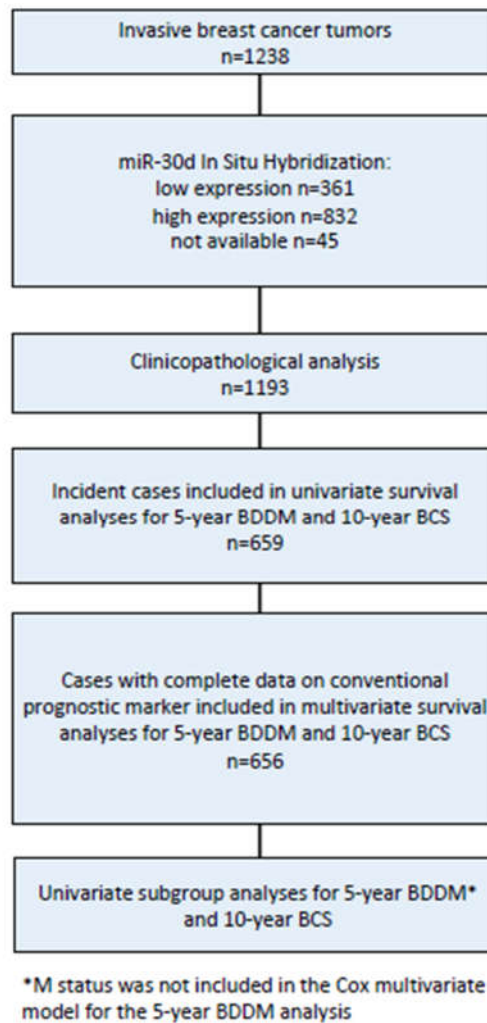 Invasive breast cancer tumors
n=1238
miR-30d In Situ Hybridization:
low expression n=361
high expression n=832
not available n=45
Clinicopathological analysis
n=1193
Incident cases included in univariate survival
analyses for 5-year BDDM and 10-year BCS
n=659
Cases with complete data on conventional
prognostic marker included in multivariate survival
analyses for 5-year BDDM and 10-year BCS
n=656
Univariate subgroup analyses for 5-year BDDM*
and 10-year BCS
*M status was not included in the Cox multivariate
model for the 5-year BDDM analysis